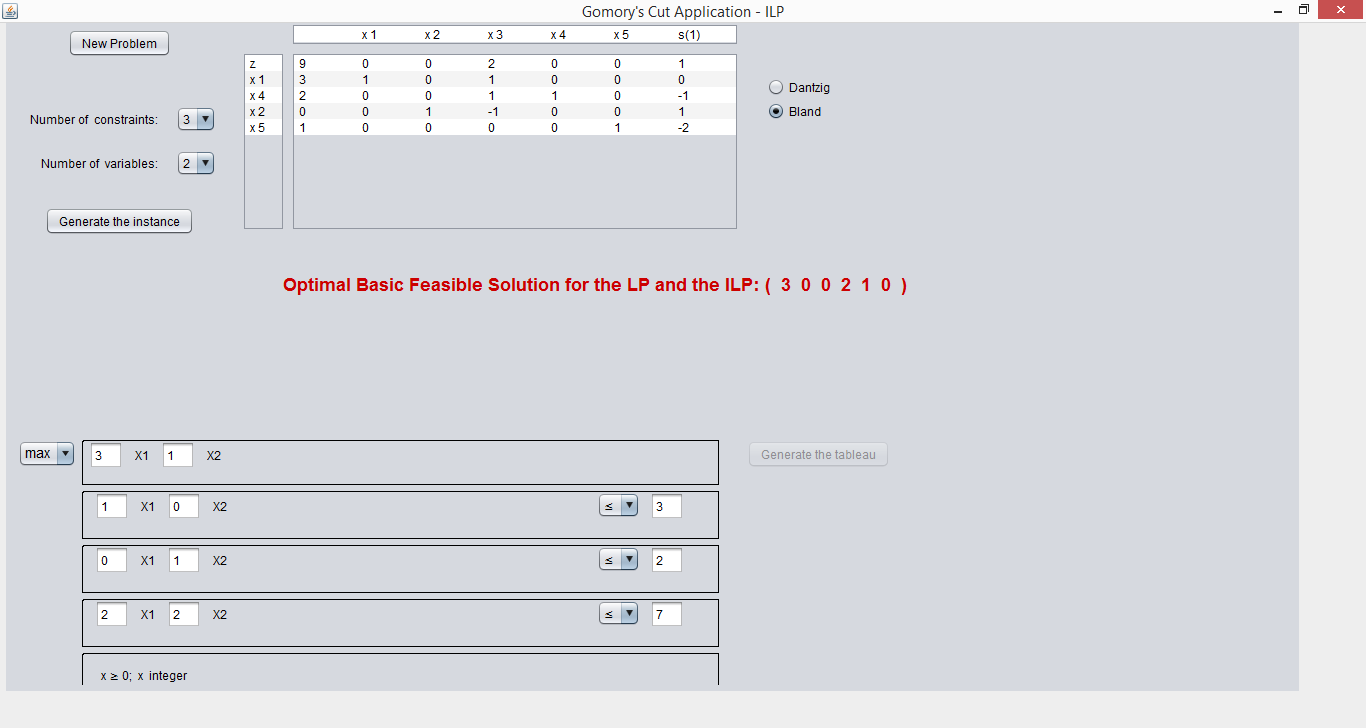 Gomory's Cut Application - ILP
New Problem
x 1 x 2 x 3 x 4 x 5 s(1)
z 9 0 0 2 0 0 1
x 1 3 1 0 1 0 0 0
x 4 2 0 0 1 1 0 -1
x 2 0 0 1 -1 0 0 1
x 5 1 0 0 0 0 1 -2
Dantzig
Bland
Number of constraints: 3
Number of variables: 2
Generate the instance
Optimal Basic Feasible Solution for the LP and the ILP: ( 3 0 0 2 1 0 )
max 3 X1 1 X2
Generate the tableau
1 X1 0 X2 ≤ 3
0 X1 1 X2 ≤ 2
2 X1 2 X2 ≤ 7
x ≥ 0; x integer